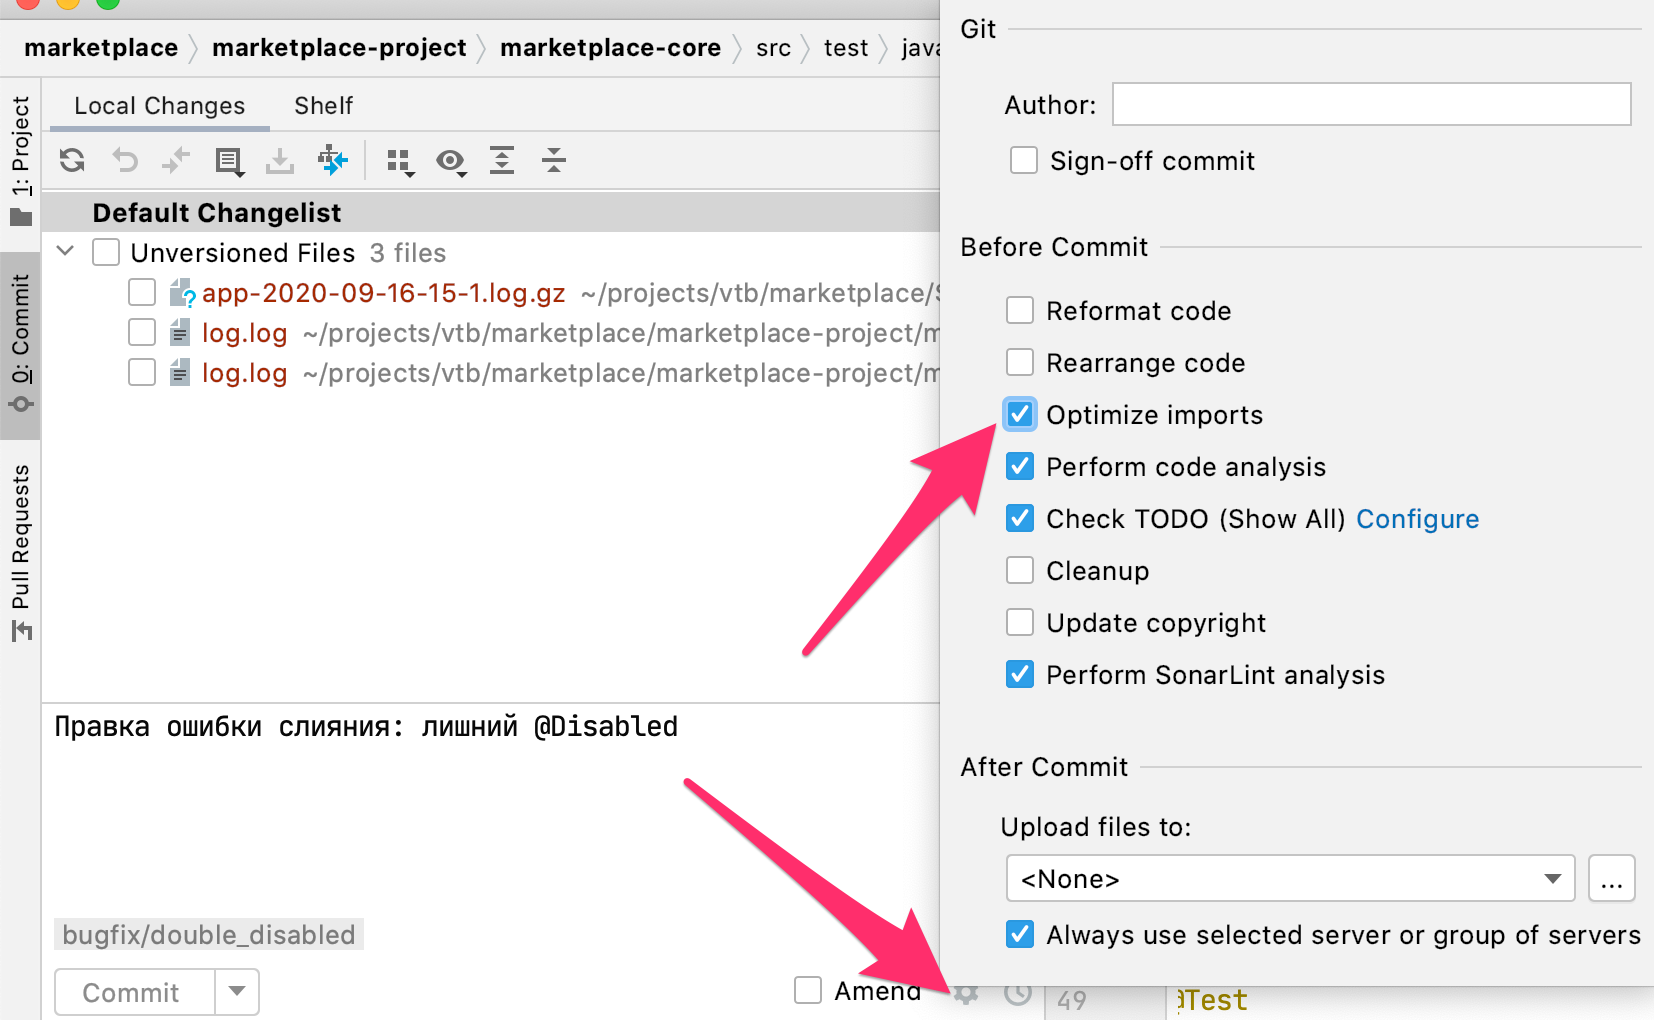 marketplace marketplace-project marketplace-core src test java
1: Project
0: Commit
Pull Requests
Local Changes Shelf
Default Changelist
Unversioned Files 3 files
app-2020-09-16-15-1.log.gz ~/projects/vtb/marketplace/
log.log ~/projects/vtb/marketplace/marketplace-project/m
log.log ~/projects/vtb/marketplace/marketplace-project/m
Правка ошибки слияния: лишний @Disabled
bugfix/double_disabled
Commit
Amend
Git
Author:
Sign-off commit
Before Commit
Reformat code
Rearrange code
Optimize imports
Perform code analysis
Check TODO (Show All) Configure
Cleanup
Update copyright
Perform SonarLint analysis
After Commit
Upload files to:
<None>
...
Always use selected server or group of servers
49 @Test